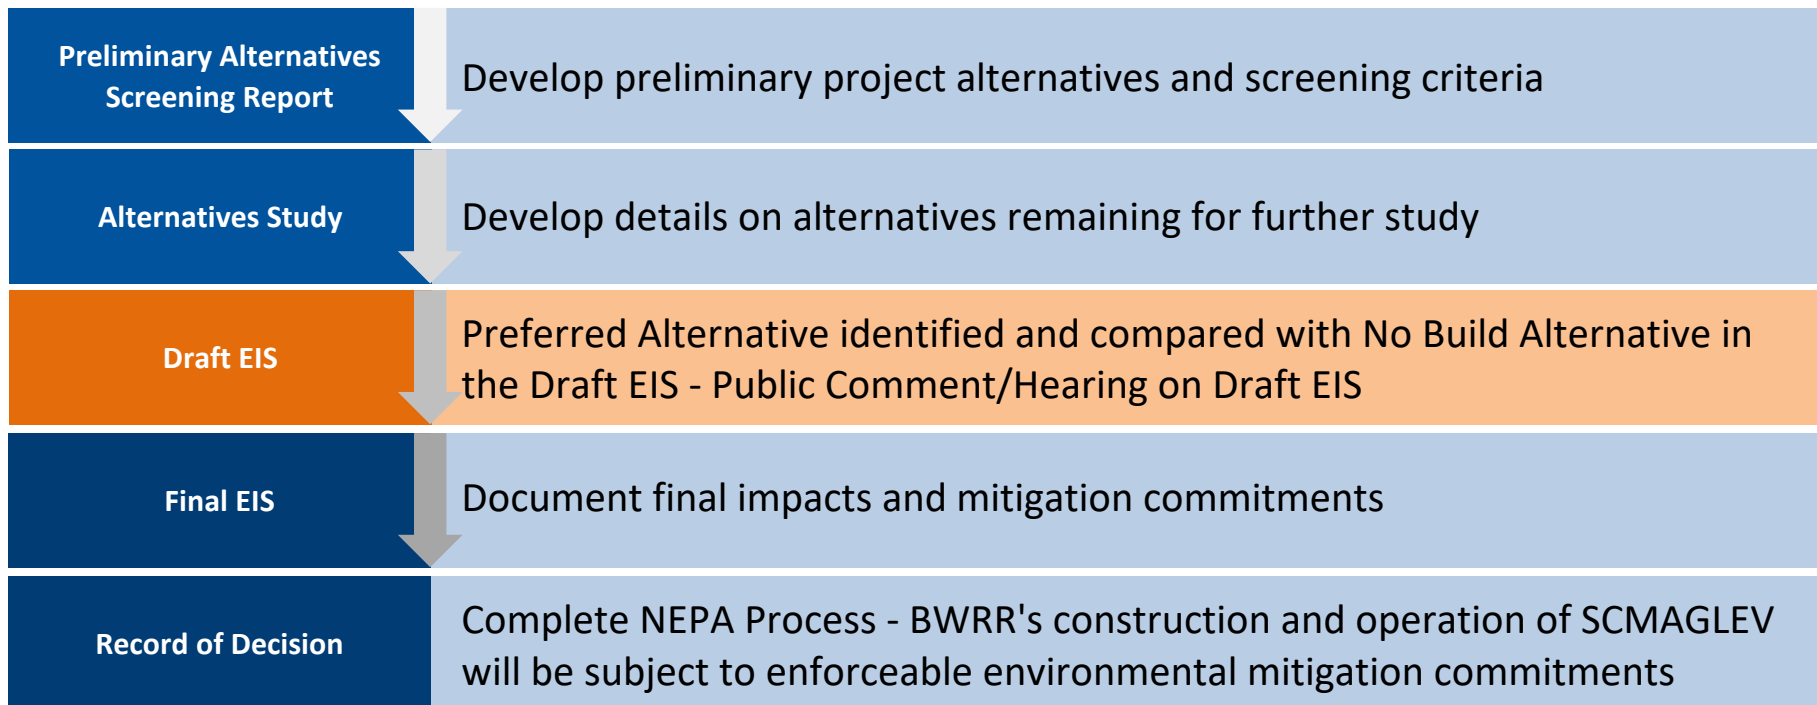 Preliminary Alternatives
Screening Report
Develop preliminary project alternatives and screening criteria
Alternatives Study
Develop details on alternatives remaining for further study
Draft EIS
Preferred Alternative identified and compared with No Build Alternative in
the Draft EIS - Public Comment/Hearing on Draft EIS
Final EIS
Document final impacts and mitigation commitments
Record of Decision
Complete NEPA Process - BWRR's construction and operation of SCMAGLEV
will be subject to enforceable environmental mitigation commitments